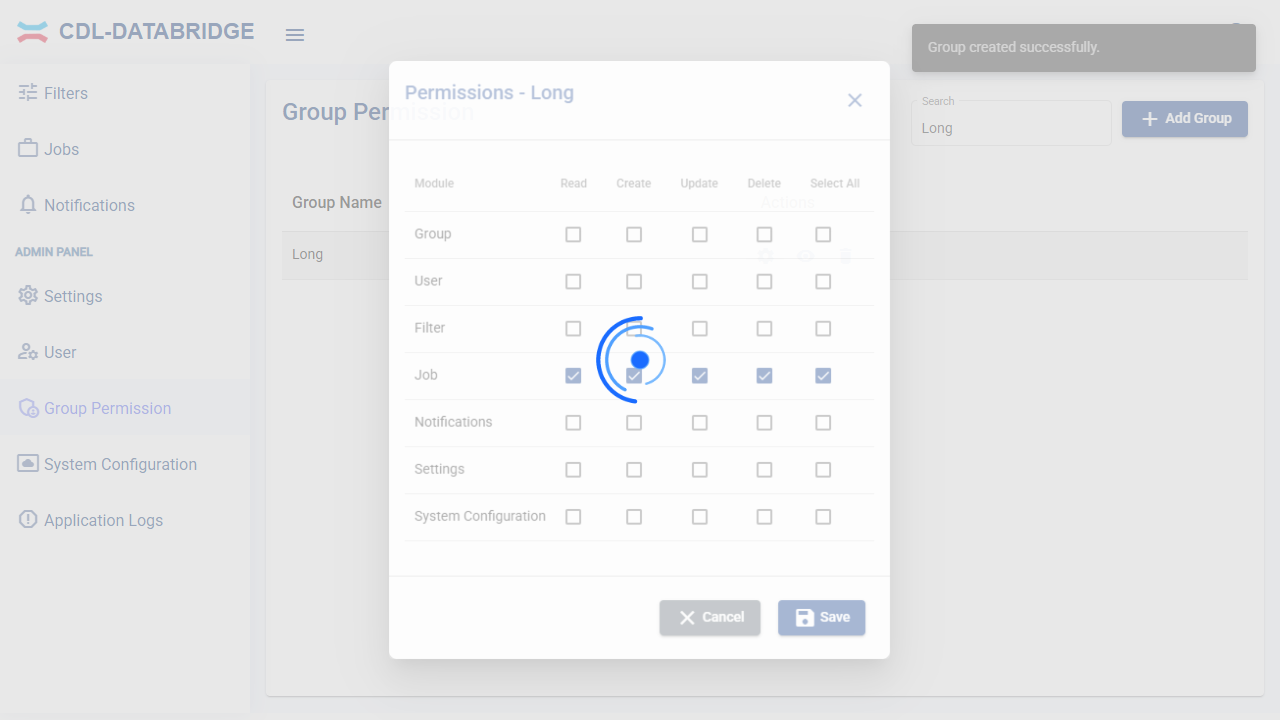 CDL-DATABRIDGE
Group created successfully.
Filters
Jobs
Notifications
ADMIN PANEL
Settings
User
Group Permission
System Configuration
Application Logs
Group Permission
Search
Long
Add Group
Group Name
Actions
Long
Permissions - Long
Module Read Create Update Delete Select All
Group
User
Filter
Job
Notifications
Settings
System Configuration
Cancel
Save